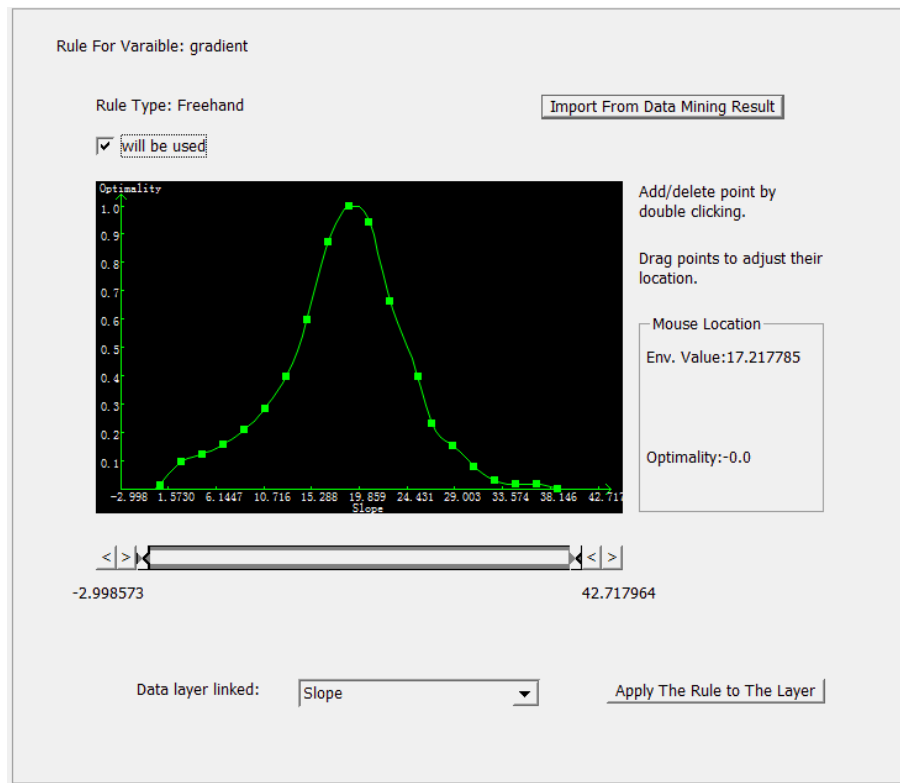 Rule For Varaible: gradient
Rule Type: Freehand
Import From Data Mining Result
will be used
Optimality
1.0
0.9
0.8
0.7
0.6
0.5
0.4
0.3
0.2
0.1
-2.998 1.5730 6.1447 10.716 15.288 19.859 24.431 29.003 33.574 38.146 42.717
Slope
Add/delete point by
double clicking.
Drag points to adjust their
location.
Mouse Location
Env. Value:17.217785
Optimality:-0.0
< > < >
-2.998573 42.717964
Data layer linked: Slope Apply The Rule to The Layer